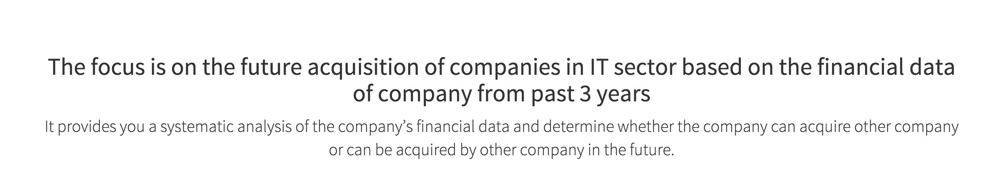 The focus is on the future acquisition of companies in IT sector based on the financial data
of company from past 3 years
It provides you a systematic analysis of the company’s financial data and determine whether the company can acquire other company
or can be acquired by other company in the future.